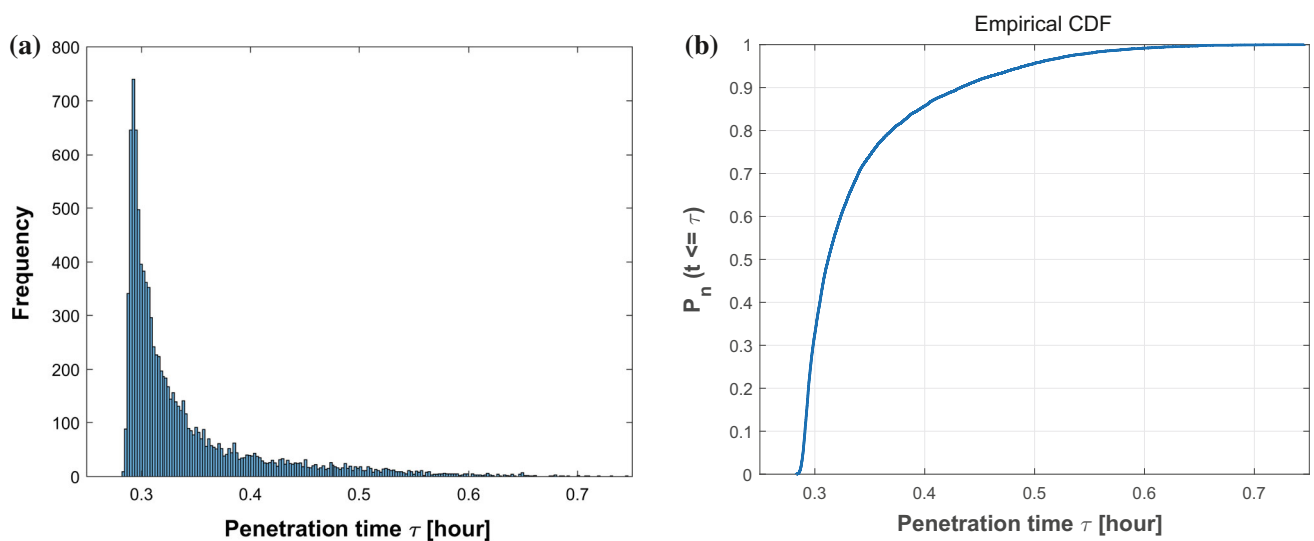 (a)
800
700
600
500
400
300
200
100
0
Frequency
0.3 0.4 0.5 0.6 0.7
Penetration time τ [hour]
(b)
Empirical CDF
1
0.9
0.8
0.7
0.6
0.5
0.4
0.3
0.2
0.1
0
P_n (t <= τ)
0.3 0.4 0.5 0.6 0.7
Penetration time τ [hour]